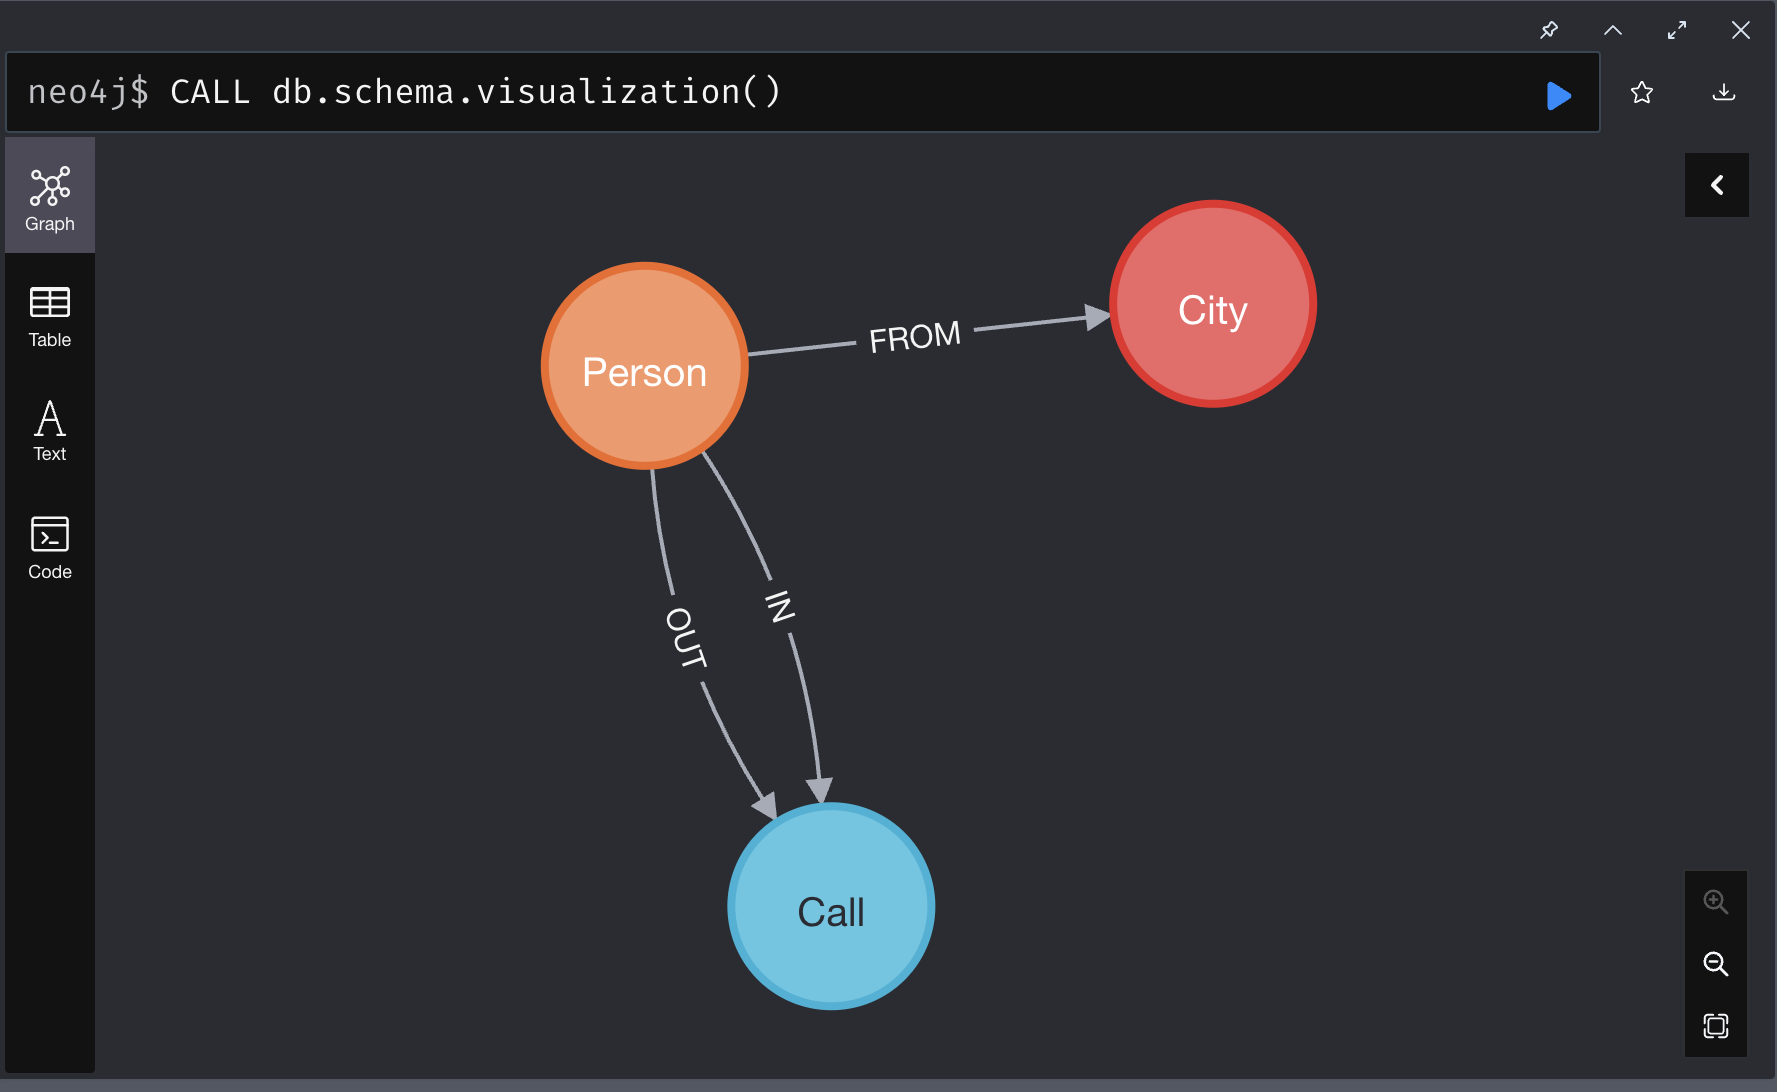 neo4j$ CALL db.schema.visualization()
Graph
Table
Text
Code
Person
FROM
City
OUT
IN
Call